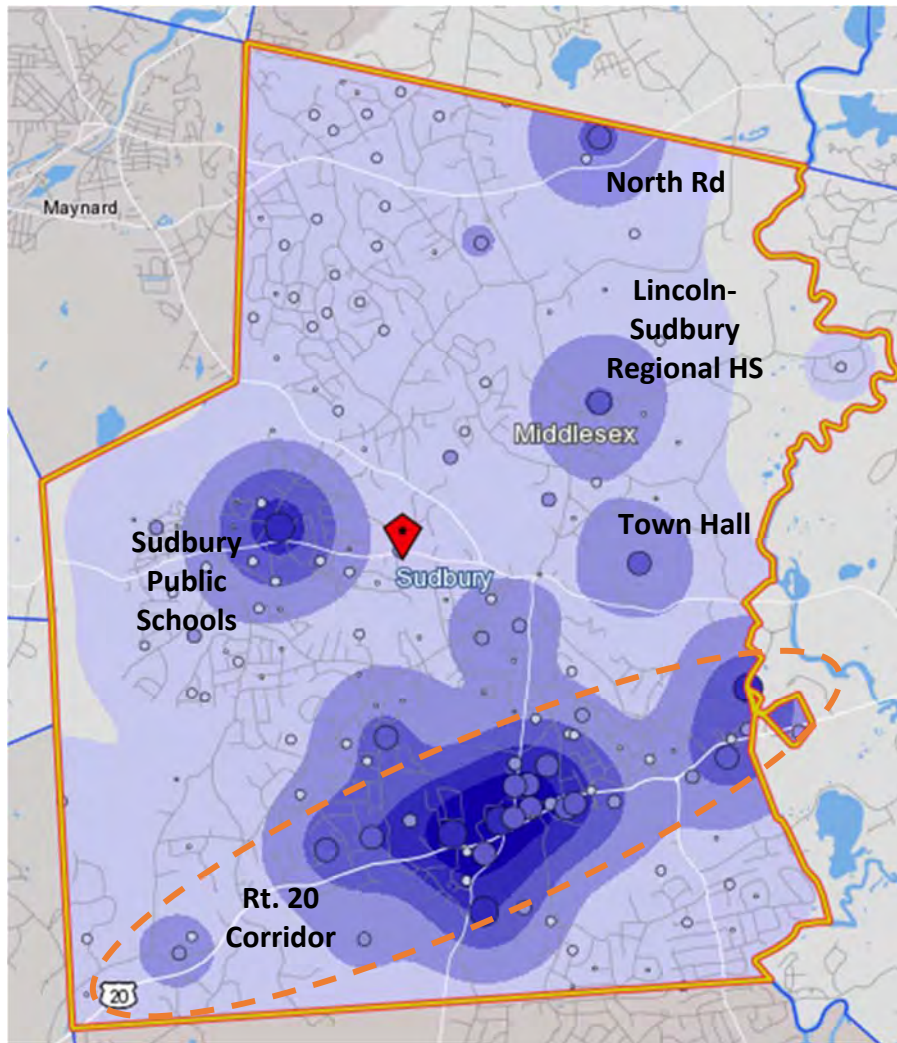 Maynard
North Rd
Lincoln-
Sudbury
Regional HS
Middlesex
Town Hall
Sudbury
Public
Schools
Sudbury
Rt. 20
Corridor
20